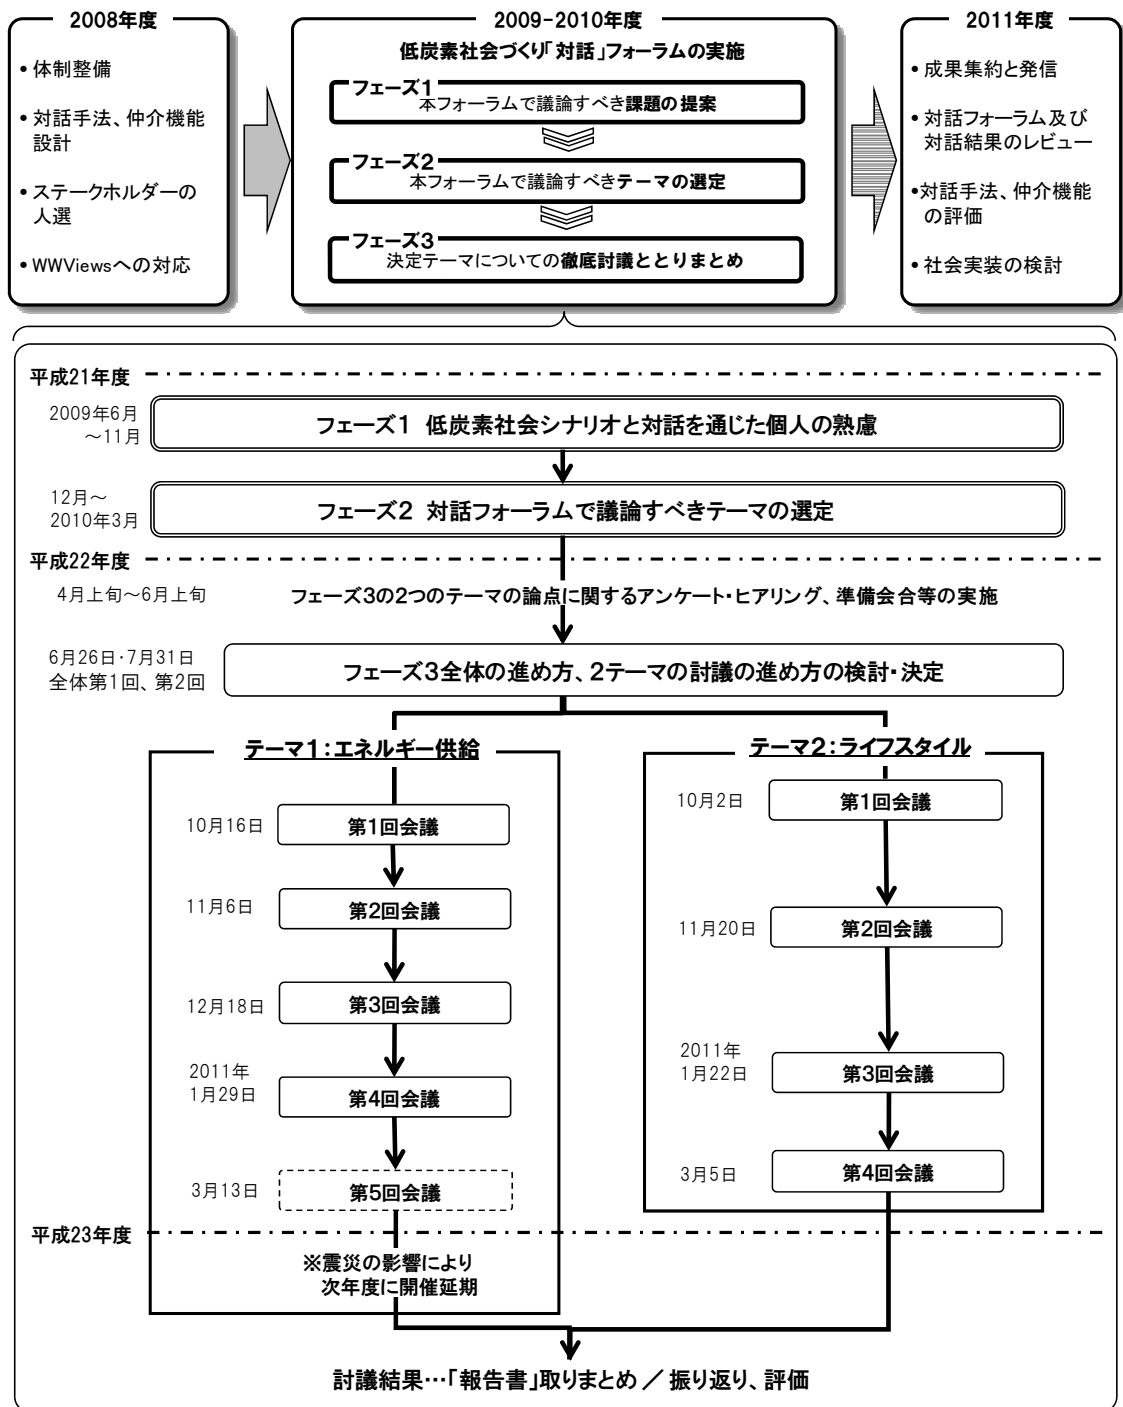 2008年度
• 体制整備
• 対話手法、仲介機能
設計
• ステークホルダーの
人選
• WWViewsへの対応
2009-2010年度
低炭素社会づくり「対話」フォーラムの実施
フェーズ1
本フォーラムで議論すべき課題の提案
フェーズ2
本フォーラムで議論すべきテーマの選定
フェーズ3
決定テーマについての徹底討議ととりまとめ
2011年度
• 成果集約と発信
• 対話フォーラム及び
対話結果のレビュー
•対話手法、仲介機能
の評価
• 社会実装の検討
平成21年度
2009年6月
～11月
フェーズ1 低炭素社会シナリオと対話を通じた個人の熟慮
12月～
2010年3月
フェーズ2 対話フォーラムで議論すべきテーマの選定
平成22年度
4月上旬～6月上旬
フェーズ3の2つのテーマの論点に関するアンケート・ヒアリング、準備会合等の実施
6月26日・7月31日
全体第1回、第2回
フェーズ3全体の進め方、2テーマの討議の進め方の検討・決定
テーマ1：エネルギー供給
10月16日
第1回会議
11月6日
第2回会議
12月18日
第3回会議
2011年
1月29日
第4回会議
3月13日
第5回会議
テーマ2：ライフスタイル
10月2日
第1回会議
11月20日
第2回会議
2011年
1月22日
第3回会議
3月5日
第4回会議
平成23年度
※震災の影響により
次年度に開催延期
討議結果…「報告書」取りまとめ ／ 振り返り、評価